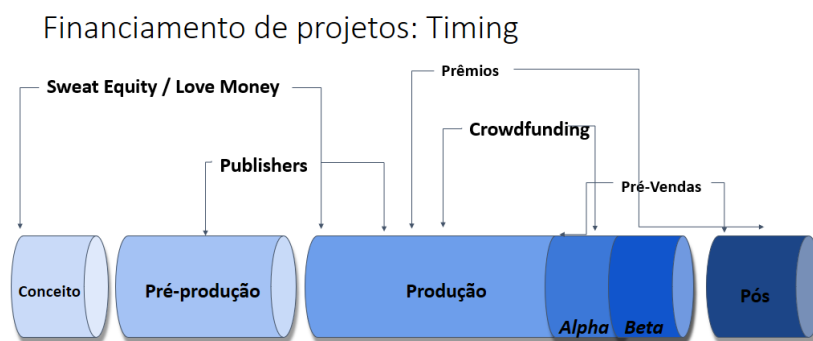 Financiamento de projetos: Timing
Prêmios
Sweat Equity / Love Money
Crowdfunding
Publishers
Pré-Vendas
Conceito
Pré-produção
Produção
Pós
Alpha
Beta